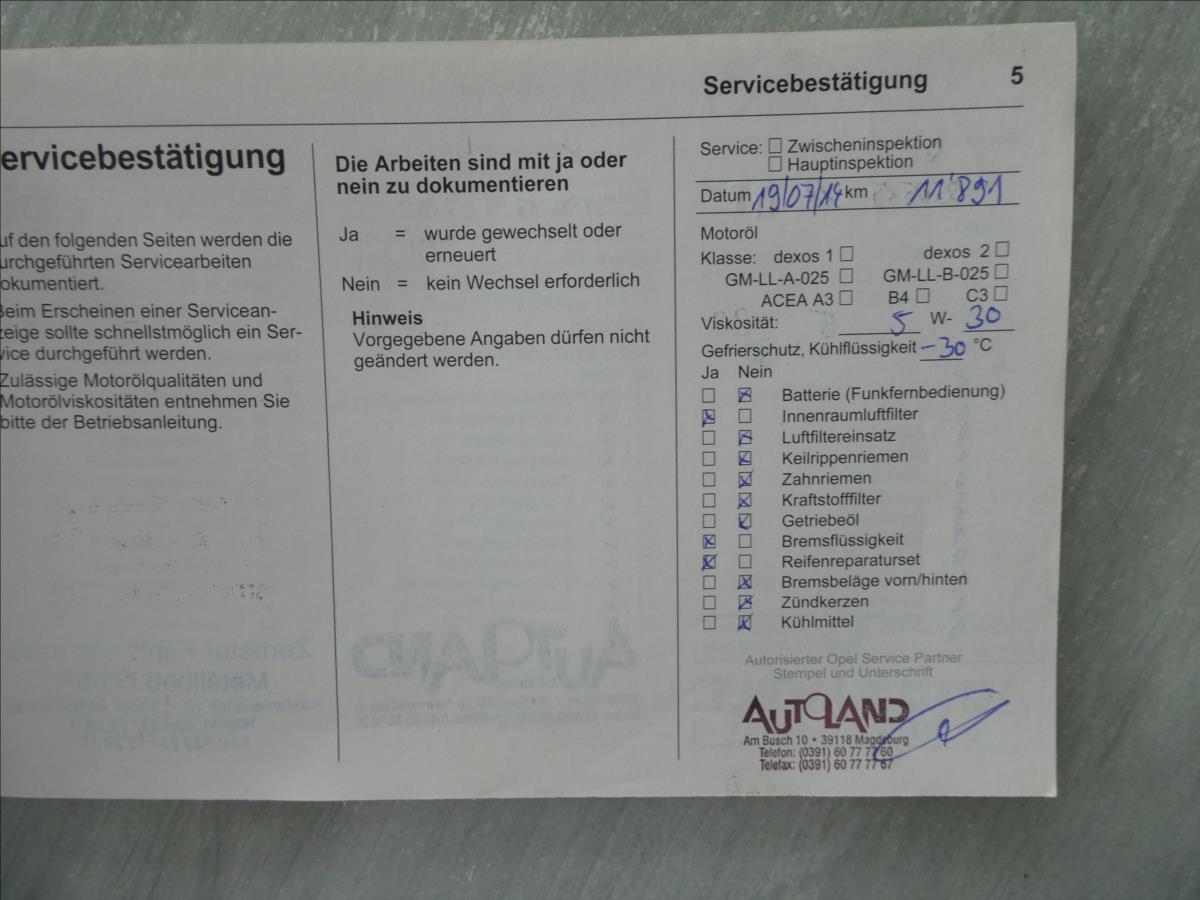 Servicebestätigung 5
ervicebestätigung
uf den folgenden Seiten werden die
urchgeführten Servicearbeiten
okumentiert.
Beim Erscheinen einer Servicean-
zeige sollte schnellstmöglich ein Ser-
vice durchgeführt werden.
Zulässige Motorölqualitäten und
Motorölviskositäten entnehmen Sie
bitte der Betriebsanleitung.
Die Arbeiten sind mit ja oder
nein zu dokumentieren
Ja = wurde gewechselt oder
erneuert
Nein = kein Wechsel erforderlich
Hinweis
Vorgegebene Angaben dürfen nicht
geändert werden.
Service: ☐ Zwischeninspektion
☐ Hauptinspektion
Datum 19/07/14 km 11'891
Motoröl
Klasse: dexos 1 ☐ dexos 2 ☐
GM-LL-A-025 ☐ GM-LL-B-025 ☐
ACEA A3 ☐ B4 ☐ C3 ☐
Viskosität: 5 W- 30
Gefrierschutz, Kühlflüssigkeit -30 °C
Ja Nein
☐ ☒ Batterie (Funkfernbedienung)
☒ ☐ Innenraumluftfilter
☐ ☒ Luftfiltereinsatz
☐ ☒ Keilrippenriemen
☐ ☒ Zahnriemen
☐ ☒ Kraftstofffilter
☐ ☒ Getriebeöl
☒ ☐ Bremsflüssigkeit
☒ ☐ Reifenreparaturset
☐ ☒ Bremsbeläge vorn/hinten
☐ ☒ Zündkerzen
☐ ☒ Kühlmittel
Autorisierter Opel Service Partner
Stempel und Unterschrift
AUTOLAND
Am Busch 10 • 39118 Magdeburg
Telefon: (0391) 60 77 77 60
Telefax: (0391) 60 77 77 67